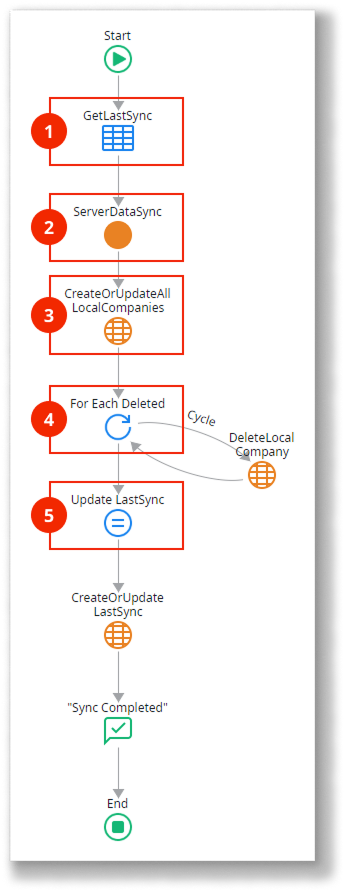 Start
1
GetLastSync
2
ServerDataSync
3
CreateOrUpdateAll
LocalCompanies
4
For Each Deleted
Cycle
DeleteLocal
Company
5
Update LastSync
CreateOrUpdate
LastSync
"Sync Completed"
End